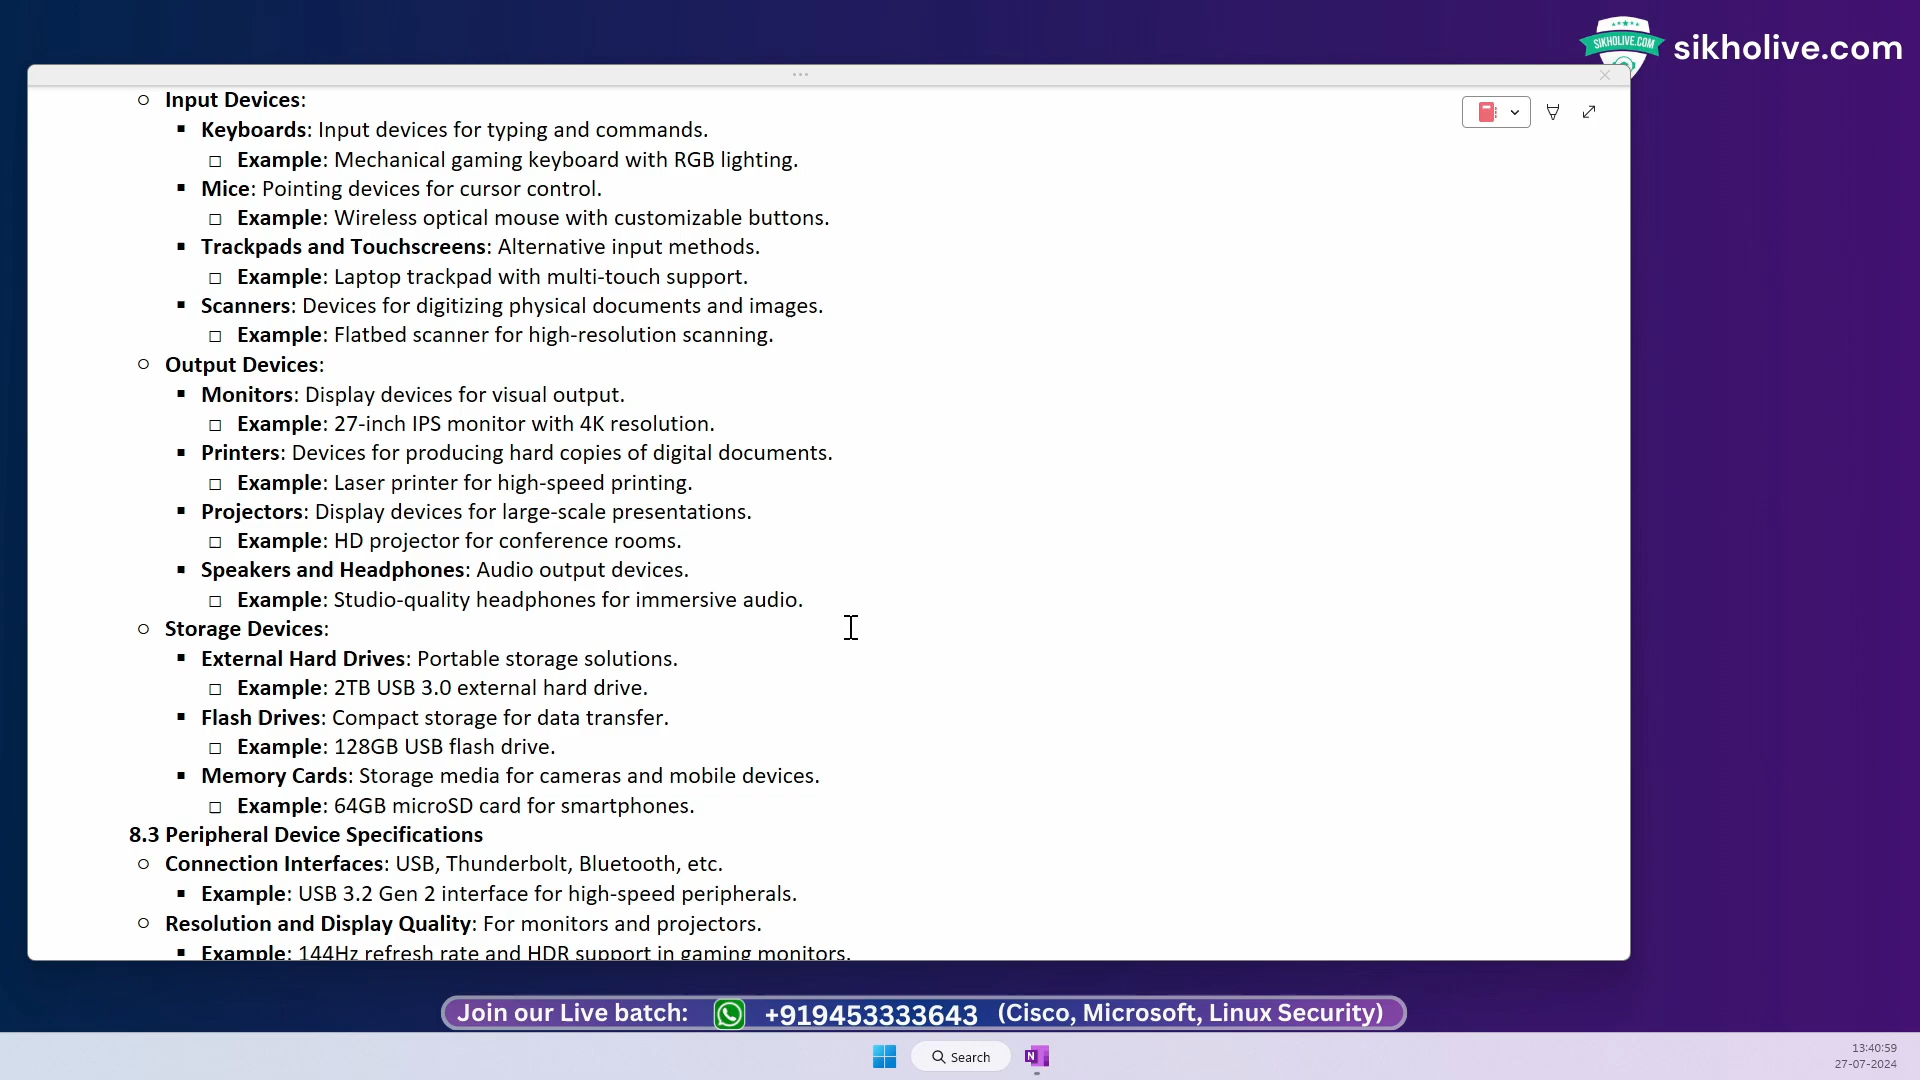 SIKHOLIVE.COM
sikholive.com
Input Devices:
Keyboards: Input devices for typing and commands.
Example: Mechanical gaming keyboard with RGB lighting.
Mice: Pointing devices for cursor control.
Example: Wireless optical mouse with customizable buttons.
Trackpads and Touchscreens: Alternative input methods.
Example: Laptop trackpad with multi-touch support.
Scanners: Devices for digitizing physical documents and images.
Example: Flatbed scanner for high-resolution scanning.
Output Devices:
Monitors: Display devices for visual output.
Example: 27-inch IPS monitor with 4K resolution.
Printers: Devices for producing hard copies of digital documents.
Example: Laser printer for high-speed printing.
Projectors: Display devices for large-scale presentations.
Example: HD projector for conference rooms.
Speakers and Headphones: Audio output devices.
Example: Studio-quality headphones for immersive audio.
Storage Devices:
External Hard Drives: Portable storage solutions.
Example: 2TB USB 3.0 external hard drive.
Flash Drives: Compact storage for data transfer.
Example: 128GB USB flash drive.
Memory Cards: Storage media for cameras and mobile devices.
Example: 64GB microSD card for smartphones.
8.3 Peripheral Device Specifications
Connection Interfaces: USB, Thunderbolt, Bluetooth, etc.
Example: USB 3.2 Gen 2 interface for high-speed peripherals.
Resolution and Display Quality: For monitors and projectors.
Example: 144Hz refresh rate and HDR support in gaming monitors.
Join our Live batch: +919453333643 (Cisco, Microsoft, Linux Security)
Search
N
13:40:59
27-07-2024